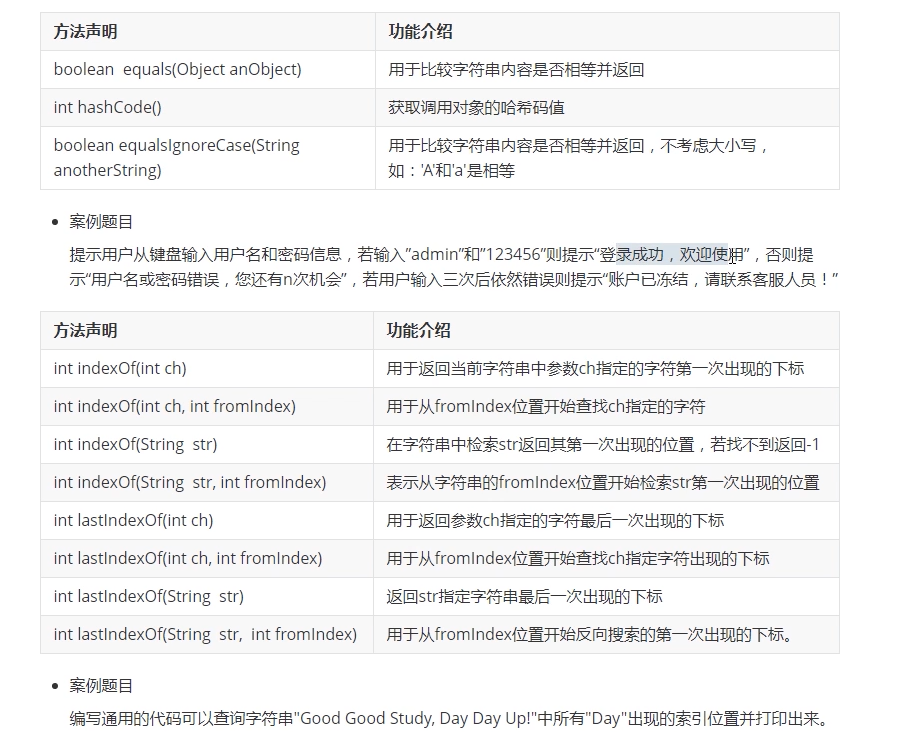 方法声明 功能介绍
boolean equals(Object anObject) 用于比较字符串内容是否相等并返回
int hashCode() 获取调用对象的哈希码值
boolean equalsIgnoreCase(String anotherString) 用于比较字符串内容是否相等并返回，不考虑大小写，
如：'A'和'a'是相等
案例题目
提示用户从键盘输入用户名和密码信息，若输入”admin”和”123456”则提示“登录成功，欢迎使用”，否则提
示“用户名或密码错误，您还有n次机会”，若用户输入三次后依然错误则提示“账户已冻结，请联系客服人员！”
方法声明 功能介绍
int indexOf(int ch) 用于返回当前字符串中参数ch指定的字符第一次出现的下标
int indexOf(int ch, int fromIndex) 用于从fromIndex位置开始查找ch指定的字符
int indexOf(String str) 在字符串中检索str返回其第一次出现的位置，若找不到返回-1
int indexOf(String str, int fromIndex) 表示从字符串的fromIndex位置开始检索str第一次出现的位置
int lastIndexOf(int ch) 用于返回参数ch指定的字符最后一次出现的下标
int lastIndexOf(int ch, int fromIndex) 用于从fromIndex位置开始查找ch指定字符出现的下标
int lastIndexOf(String str) 返回str指定字符串最后一次出现的下标
int lastIndexOf(String str, int fromIndex) 用于从fromIndex位置开始反向搜索的第一次出现的下标。
案例题目
编写通用的代码可以查询字符串"Good Good Study, Day Day Up!"中所有"Day"出现的索引位置并打印出来。